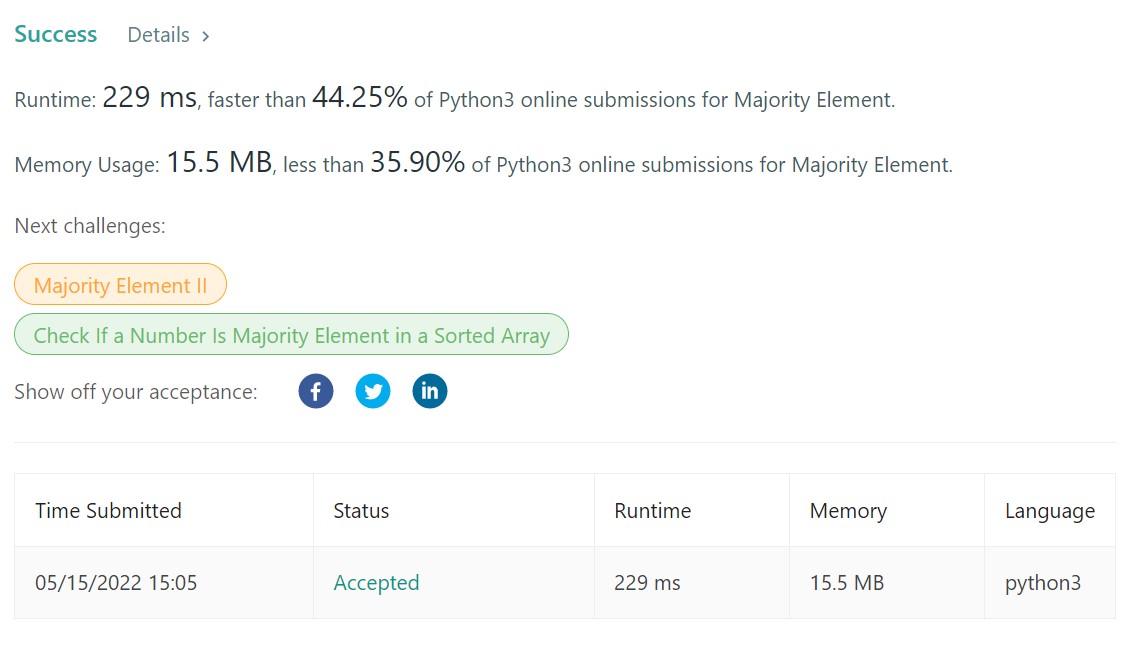 Success Details >
Runtime: 229 ms, faster than 44.25% of Python3 online submissions for Majority Element.
Memory Usage: 15.5 MB, less than 35.90% of Python3 online submissions for Majority Element.
Next challenges:
Majority Element II
Check If a Number Is Majority Element in a Sorted Array
Show off your acceptance: f in
Time Submitted Status Runtime Memory Language
05/15/2022 15:05 Accepted 229 ms 15.5 MB python3